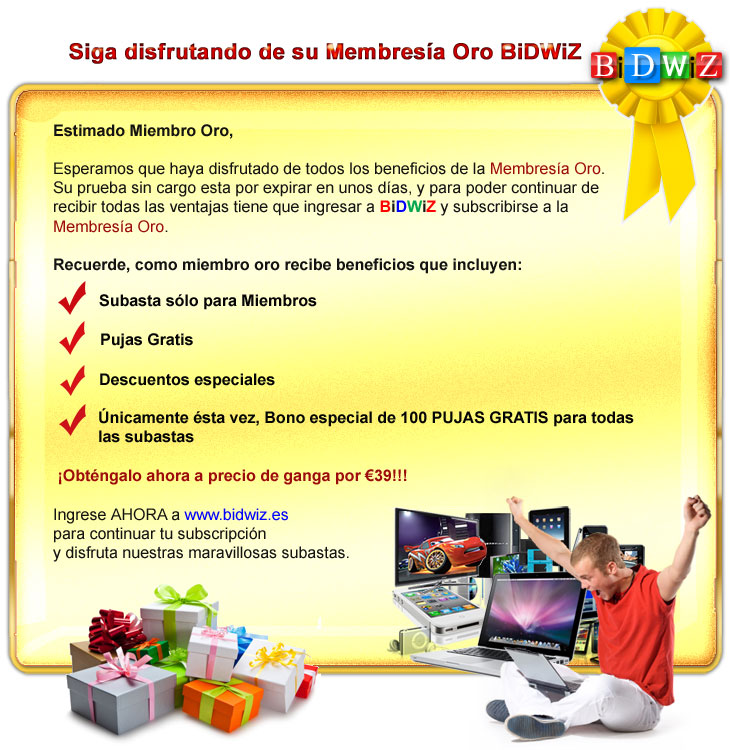 Siga disfrutando de su Membresía Oro BiDWiZ
BiDWiZ
Estimado Miembro Oro,
Esperamos que haya disfrutado de todos los beneficios de la Membresía Oro.
Su prueba sin cargo esta por expirar en unos días, y para poder continuar de
recibir todas las ventajas tiene que ingresar a BiDWiZ y subscribirse a la
Membresía Oro.
Recuerde, como miembro oro recibe beneficios que incluyen:
Subasta sólo para Miembros
Pujas Gratis
Descuentos especiales
Únicamente ésta vez, Bono especial de 100 PUJAS GRATIS para todas
las subastas
¡Obténgalo ahora a precio de ganga por €39!!!
Ingrese AHORA a www.bidwiz.es
para continuar tu subscripción
y disfruta nuestras maravillosas subastas.